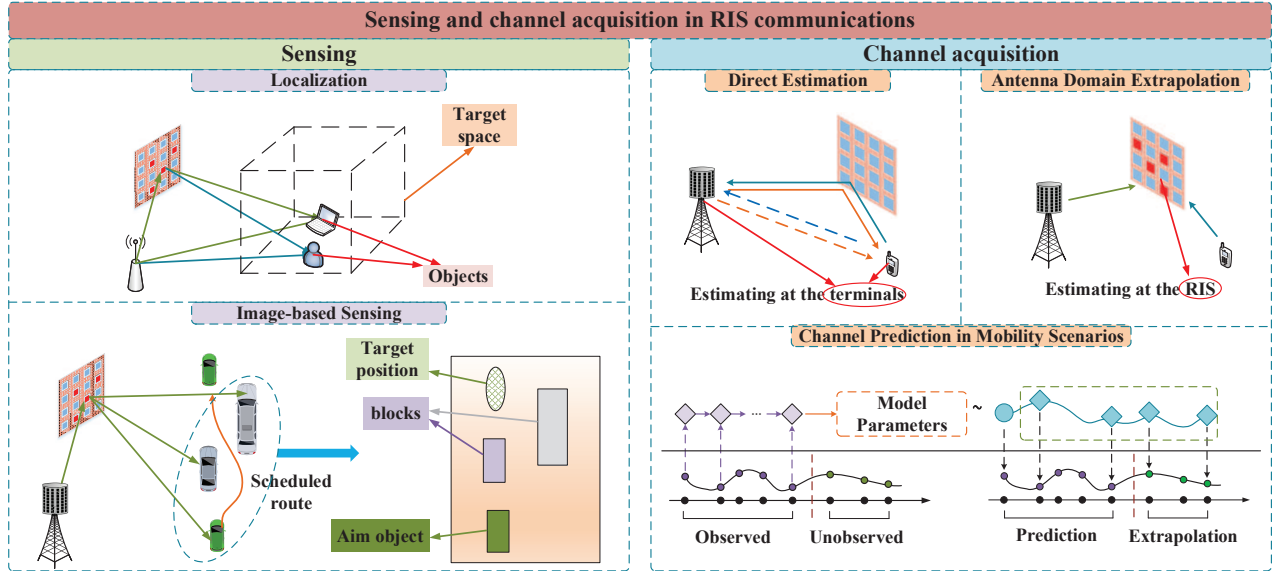 Sensing and channel acquisition in RIS communications
Sensing
Localization
Target
space
Objects
Image-based Sensing
Scheduled
route
Target
position
blocks
Aim object
Channel acquisition
Direct Estimation
Estimating at the terminals
Antenna Domain Extrapolation
Estimating at the RIS
Channel Prediction in Mobility Scenarios
...
Model
Parameters
~
Observed
Unobserved
Prediction
Extrapolation